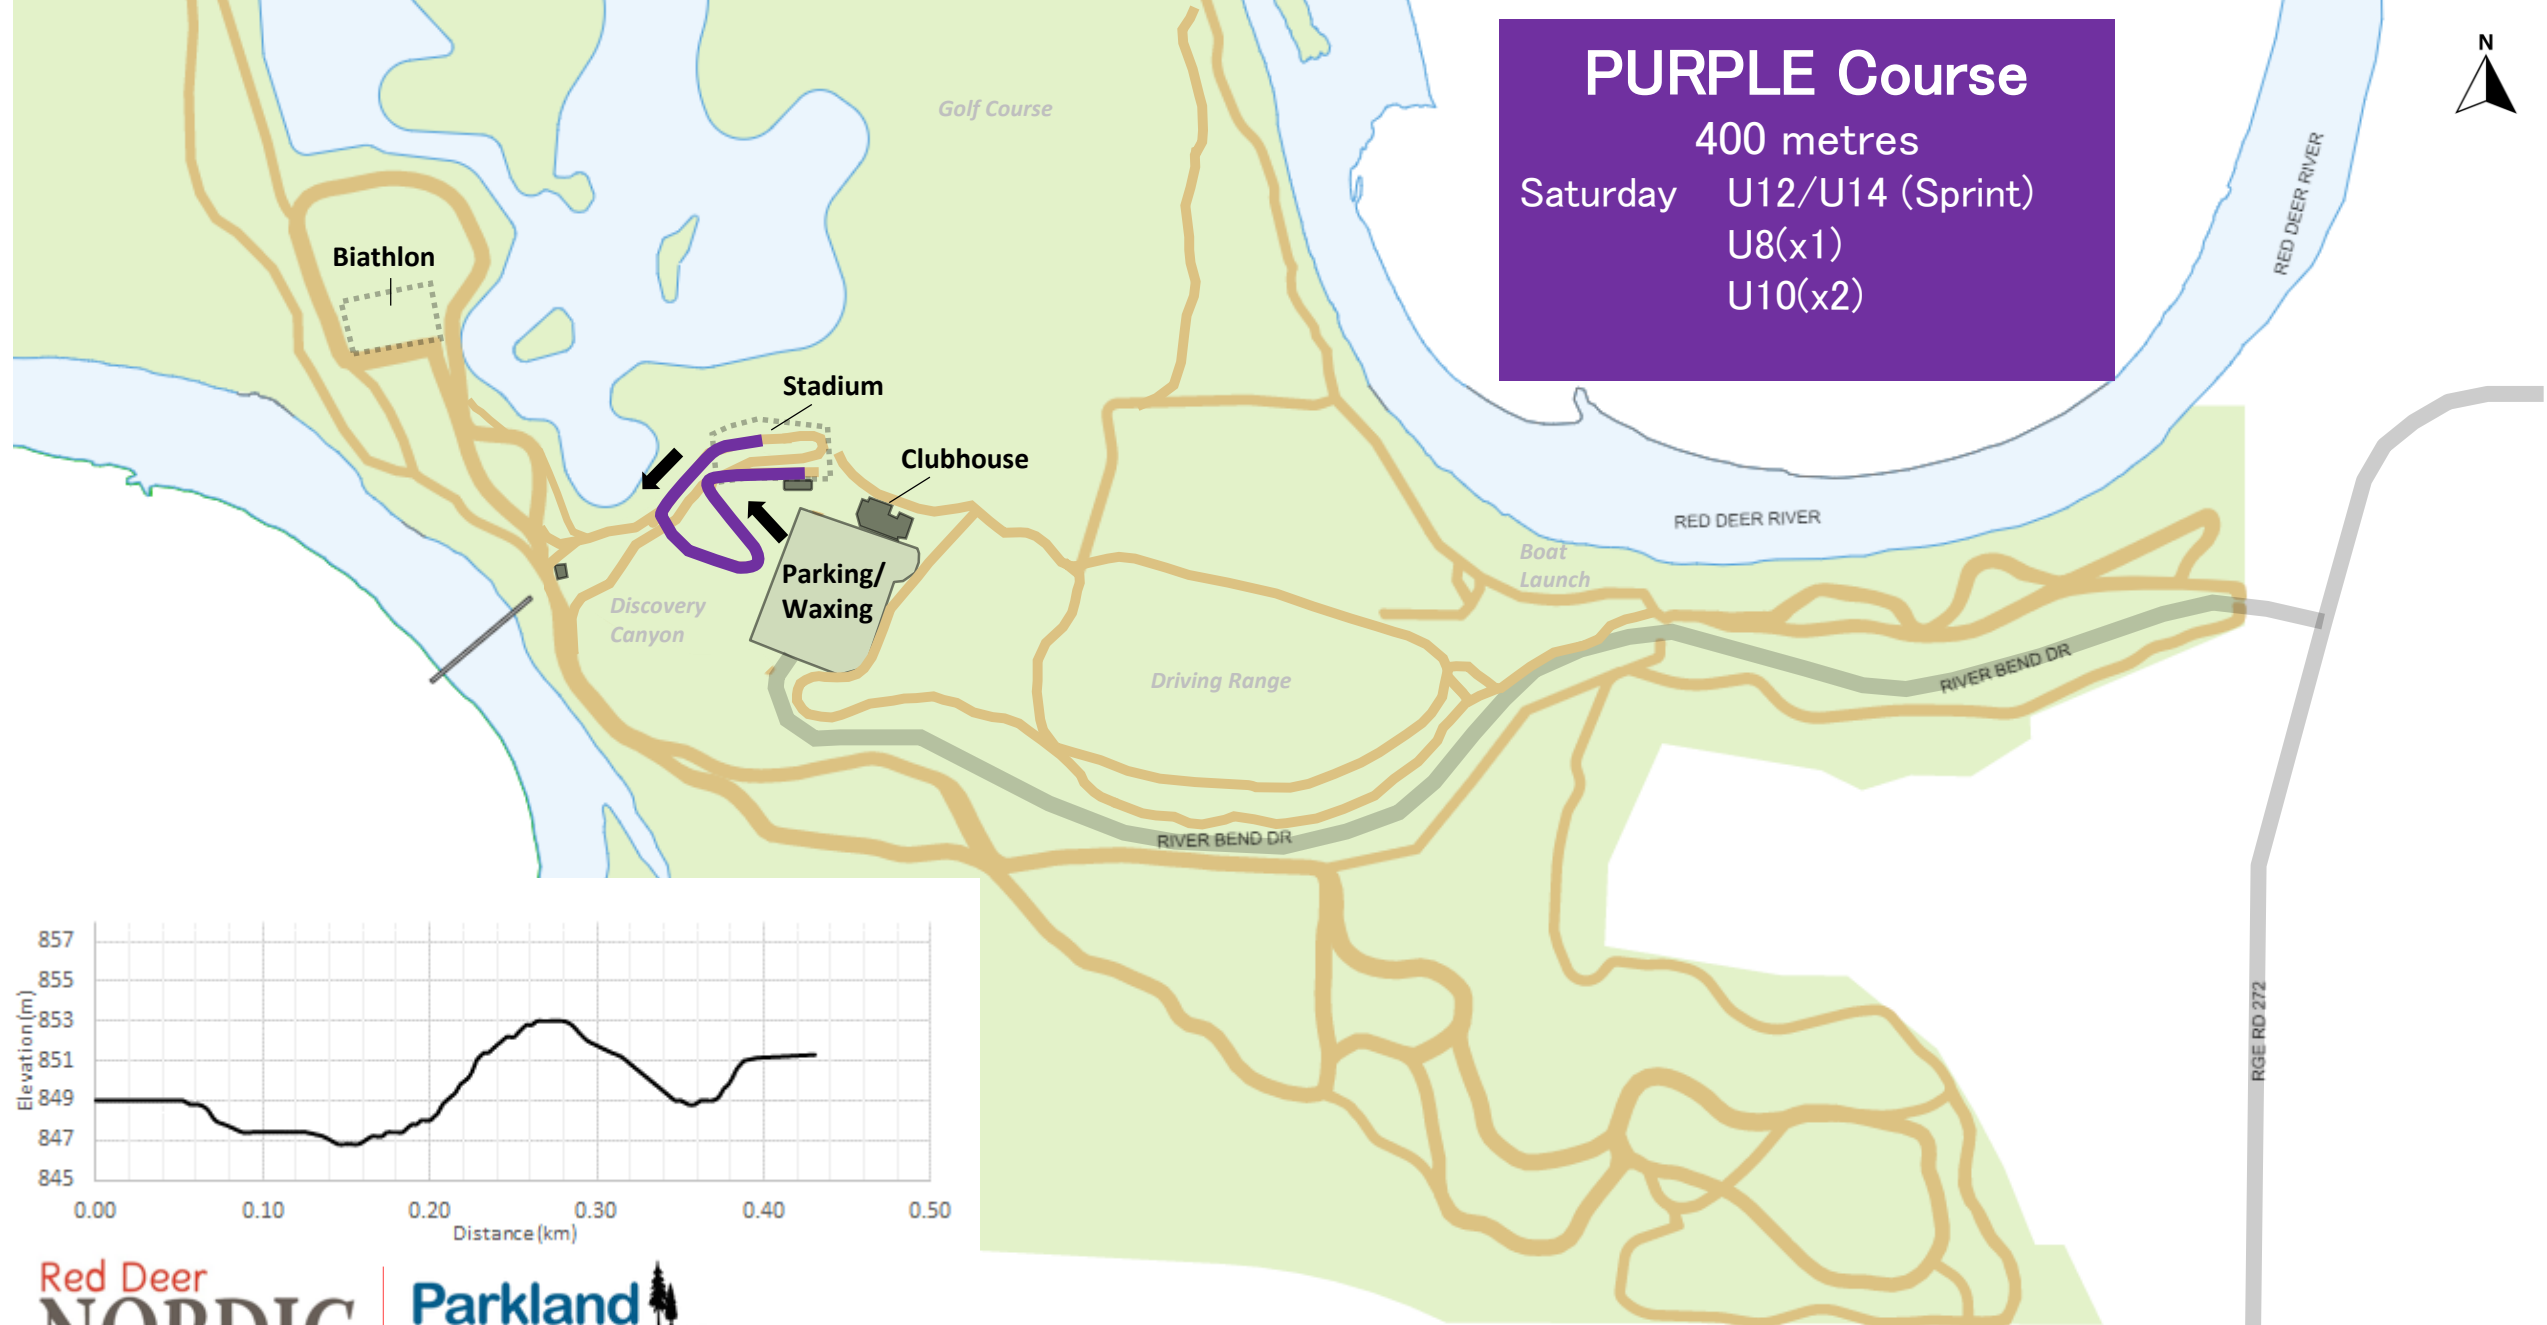 PURPLE Course
400 metres
Saturday U12/U14 (Sprint)
U8(x1)
U10(x2)
N
Golf Course
RED DEER RIVER
Biathlon
Stadium
Clubhouse
RED DEER RIVER
Boat
Launch
Parking/
Waxing
Discovery
Canyon
Driving Range
RIVER BEND DR
RIVER BEND DR
RGE RD 272
857
855
853
851
849
847
845
Elevation(m)
0.00 0.10 0.20 0.30 0.40 0.50
Distance(km)
Red Deer
NORDIC
Parkland